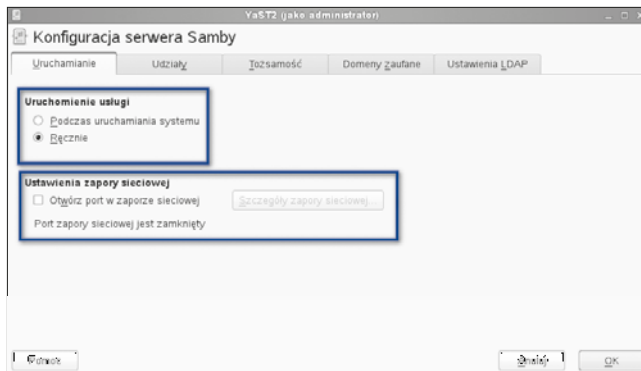 YaST2 (jako administrator)
Konfiguracja serwera Samby
Uruchamianie
Udziały
Tożsamość
Domeny zaufane
Ustawienia LDAP
Uruchomienie usługi
Podczas uruchamiania systemu
Ręcznie
Ustawienia zapory sieciowej
Otwórz port w zaporze sieciowej
Szczegóły zapory sieciowej...
Port zapory sieciowej jest zamknięty
OK